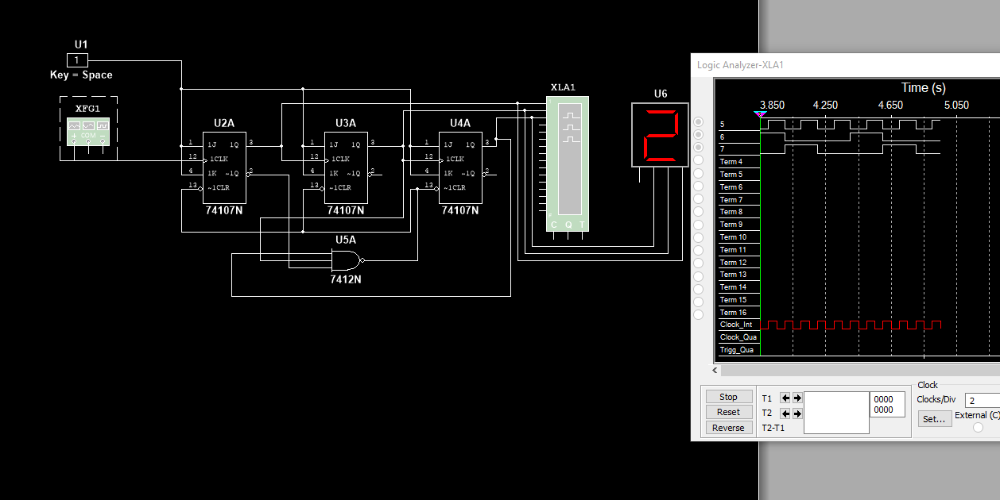 U1
1
Key = Space
XFG1
COM
U2A
1 1J 1Q 3
12 1CLK
4 1K ~1Q 2
13 ~1CLR
74107N
U3A
1 1J 1Q 3
12 1CLK
4 1K ~1Q 2
13 ~1CLR
74107N
U4A
1 1J 1Q 3
12 1CLK
4 1K ~1Q 2
13 ~1CLR
74107N
U5A
7412N
XLA1
1
F
C Q T
U6
2
Logic Analyzer-XLA1
Time (s)
3.850 4.250 4.650 5.050
5
6
7
Term 4
Term 5
Term 6
Term 7
Term 8
Term 9
Term 10
Term 11
Term 12
Term 13
Term 14
Term 15
Term 16
Clock_Int
Clock_Qua
Trigg_Qua
Stop
Reset
Reverse
T1
T2
T2-T1
0000
0000
Clock
Clocks/Div 2
Set...
External (C)